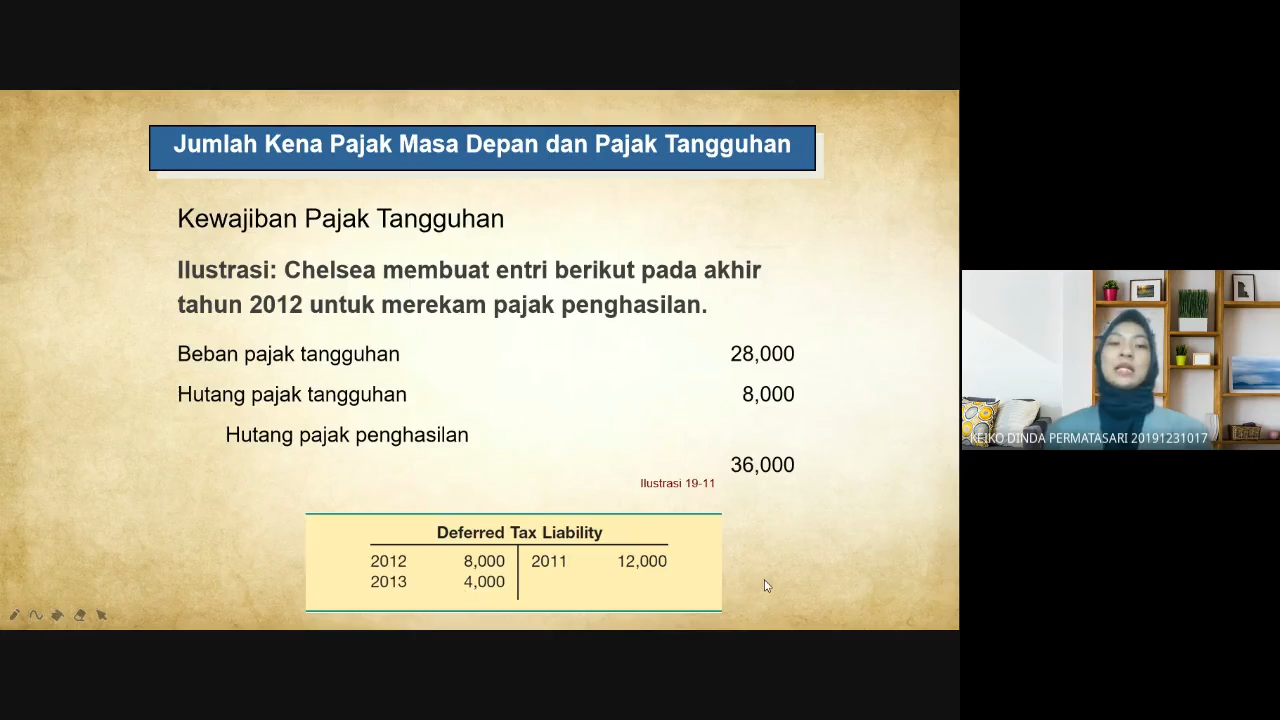 Jumlah Kena Pajak Masa Depan dan Pajak Tangguhan
Kewajiban Pajak Tangguhan
Ilustrasi: Chelsea membuat entri berikut pada akhir
tahun 2012 untuk merekam pajak penghasilan.
Beban pajak tangguhan 28,000
Hutang pajak tangguhan 8,000
Hutang pajak penghasilan
36,000
Ilustrasi 19-11
Deferred Tax Liability
2012 8,000 2011 12,000
2013 4,000
KEIKO DINDA PERMATASARI 20191231017